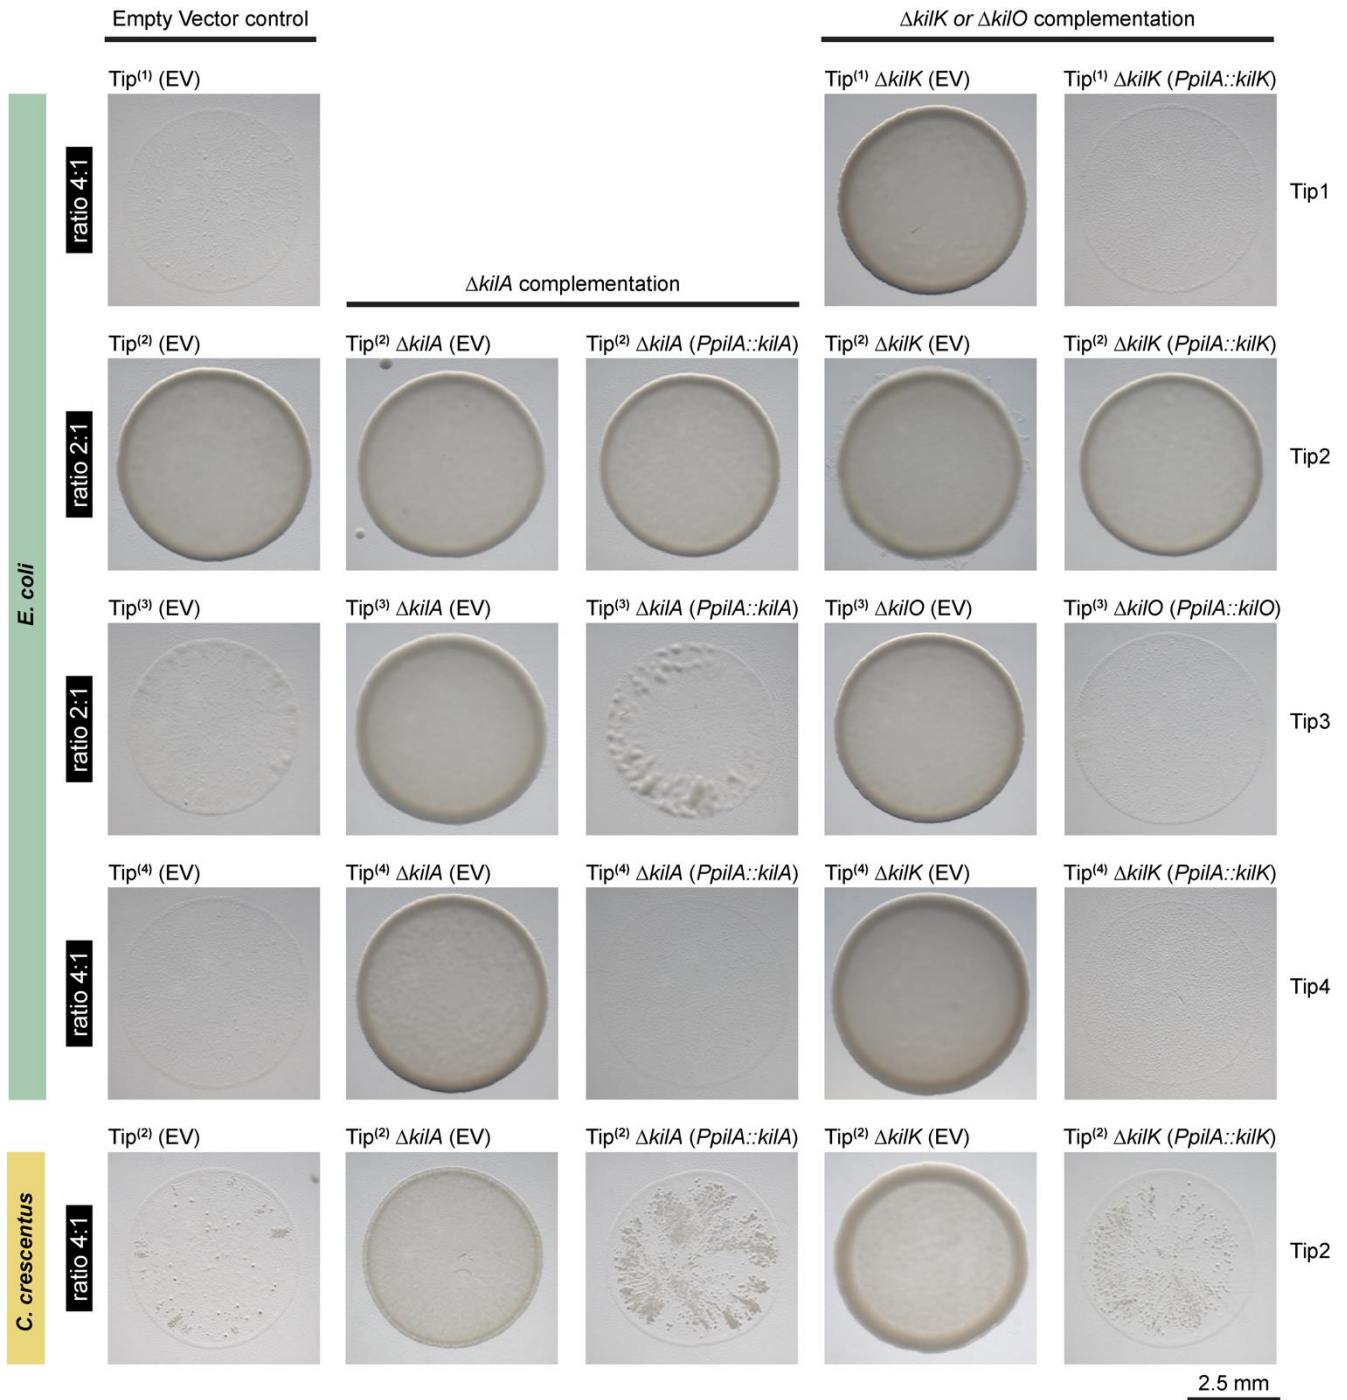 Empty Vector control
ΔkilK or ΔkilO complementation
Tip(1) (EV)
Tip(1) ΔkilK (EV)
Tip(1) ΔkilK (PpilA::kilK)
ratio 4:1
Tip1
ΔkilA complementation
Tip(2) (EV)
Tip(2) ΔkilA (EV)
Tip(2) ΔkilA (PpilA::kilA)
Tip(2) ΔkilK (EV)
Tip(2) ΔkilK (PpilA::kilK)
ratio 2:1
Tip2
E. coli
Tip(3) (EV)
Tip(3) ΔkilA (EV)
Tip(3) ΔkilA (PpilA::kilA)
Tip(3) ΔkilO (EV)
Tip(3) ΔkilO (PpilA::kilO)
ratio 2:1
Tip3
Tip(4) (EV)
Tip(4) ΔkilA (EV)
Tip(4) ΔkilA (PpilA::kilA)
Tip(4) ΔkilK (EV)
Tip(4) ΔkilK (PpilA::kilK)
ratio 4:1
Tip4
Tip(2) (EV)
Tip(2) ΔkilA (EV)
Tip(2) ΔkilA (PpilA::kilA)
Tip(2) ΔkilK (EV)
Tip(2) ΔkilK (PpilA::kilK)
C. crescentus
ratio 4:1
Tip2
2.5 mm